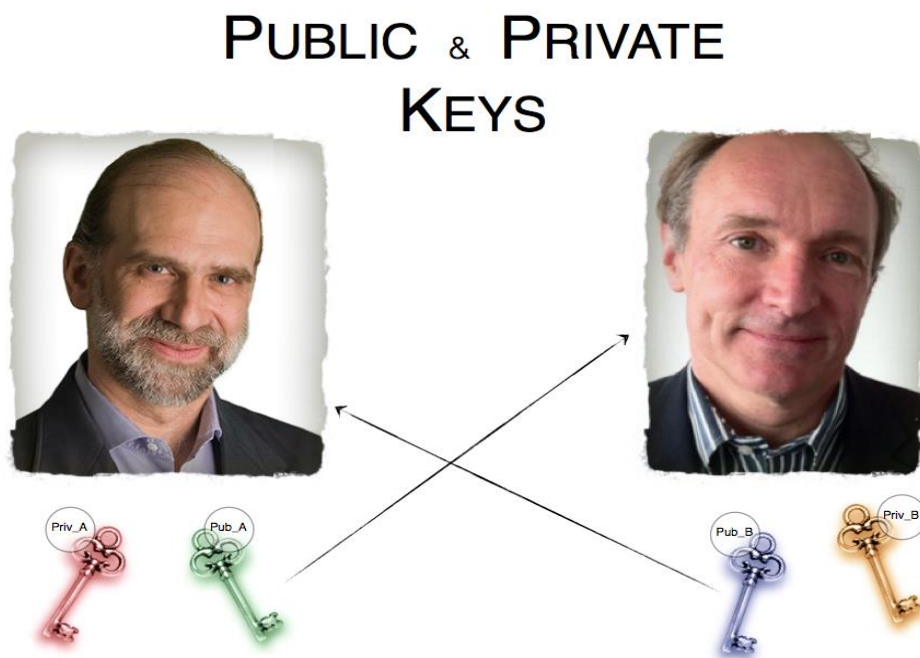 PUBLIC & PRIVATE
KEYS
Priv_A
Pub_A
Pub_B
Priv_B